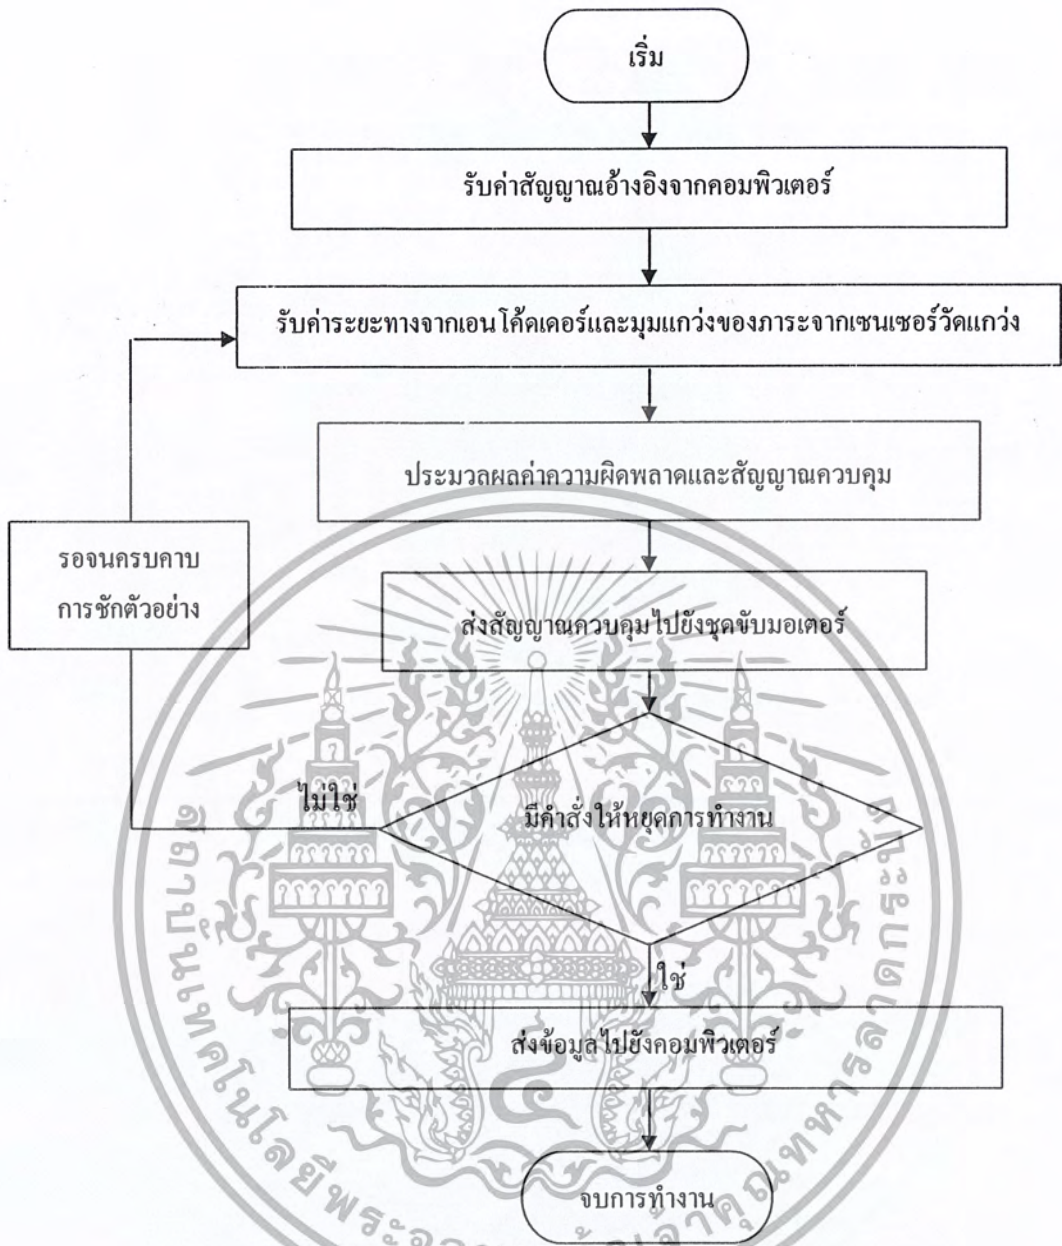 เริ่ม
รับค่าสัญญาณอ้างอิงจากคอมพิวเตอร์
รับค่าระยะทางจากเอนโค้ดเดอร์และมุมแกว่งของภาระจากเซนเซอร์วัดแกว่ง
ประมวลผลค่าความผิดพลาดและสัญญาณควบคุม
รอจนครบคาบ
การชักตัวอย่าง
ส่งสัญญาณควบคุมไปยังชุดขับมอเตอร์
ไม่ใช่
มีคำสั่งให้หยุดการทำงาน
ใช่
ส่งข้อมูลไปยังคอมพิวเตอร์
จบการทำงาน